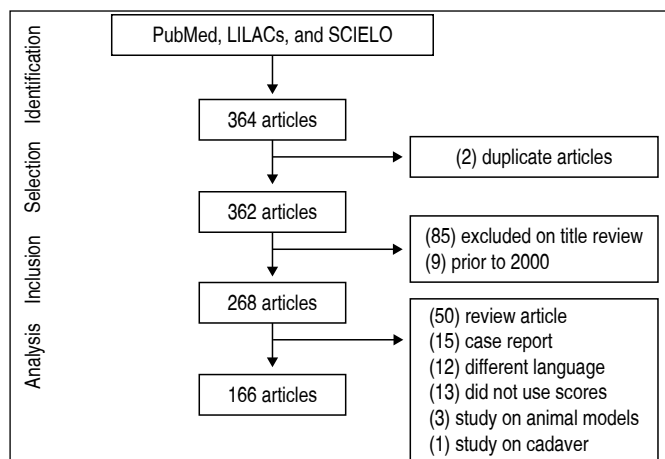 PubMed, LILACs, and SCIELO
Identification
364 articles
(2) duplicate articles
Selection
362 articles
(85) excluded on title review
(9) prior to 2000
Inclusion
268 articles
(50) review article
(15) case report
(12) different language
(13) did not use scores
(3) study on animal models
(1) study on cadaver
Analysis
166 articles